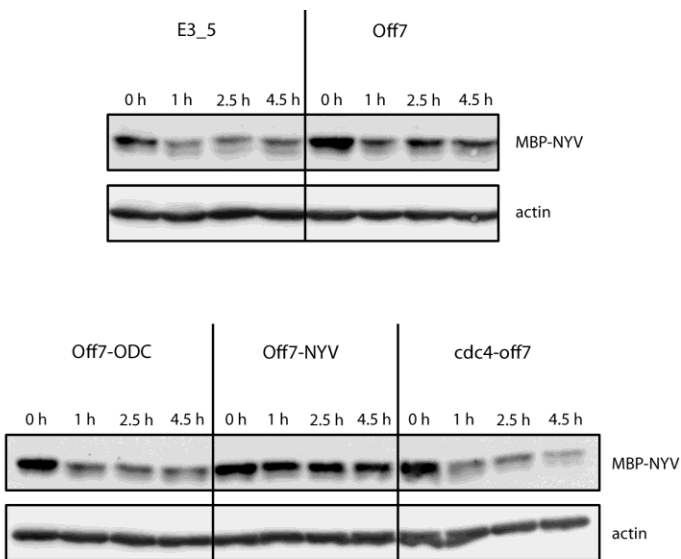 E3_5 Off7
0 h 1 h 2.5 h 4.5 h 0 h 1 h 2.5 h 4.5 h
MBP-NYV
actin
Off7-ODC Off7-NYV cdc4-off7
0 h 1 h 2.5 h 4.5 h 0 h 1 h 2.5 h 4.5 h 0 h 1 h 2.5 h 4.5 h
MBP-NYV
actin